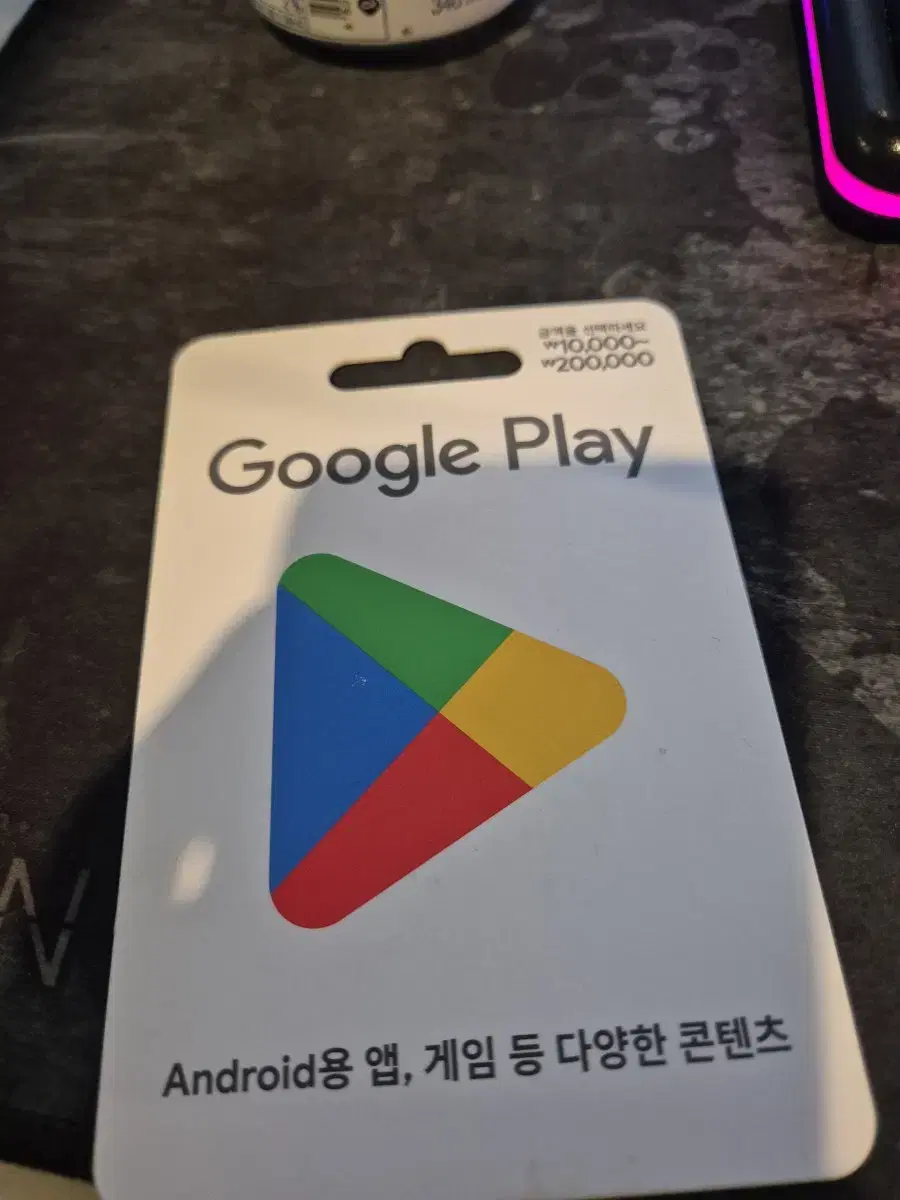 340
금액을 선택하세요
₩10,000~
₩200,000
Google Play
Android용 앱, 게임 등 다양한 콘텐츠